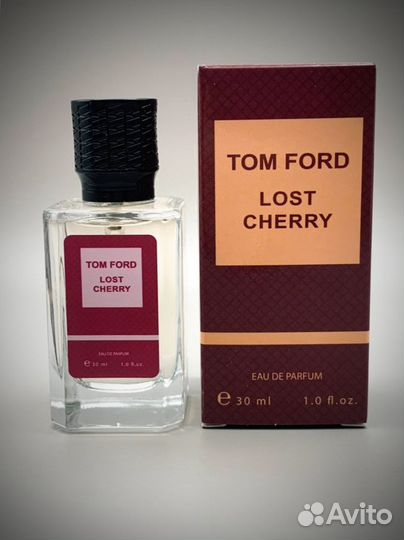 TOM FORD
LOST
CHERRY
EAU DE PARFUM
e 30 ml 1.0 fl.oz.
TOM FORD
LOST
CHERRY
EAU DE PARFUM
e 30 ml 1.0 fl.oz.
Avito